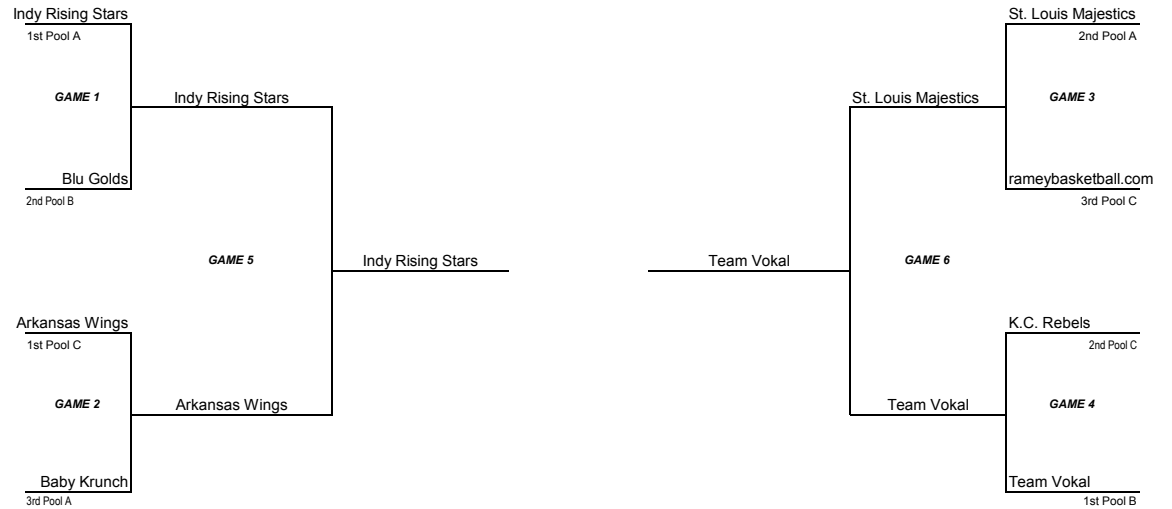 Indy Rising Stars
1st Pool A
GAME 1
Indy Rising Stars
Blu Golds
2nd Pool B
GAME 5
Indy Rising Stars
Arkansas Wings
1st Pool C
GAME 2
Arkansas Wings
Baby Krunch
3rd Pool A
St. Louis Majestics
2nd Pool A
St. Louis Majestics
GAME 3
rameybasketball.com
3rd Pool C
Team Vokal
GAME 6
K.C. Rebels
2nd Pool C
Team Vokal
GAME 4
Team Vokal
1st Pool B